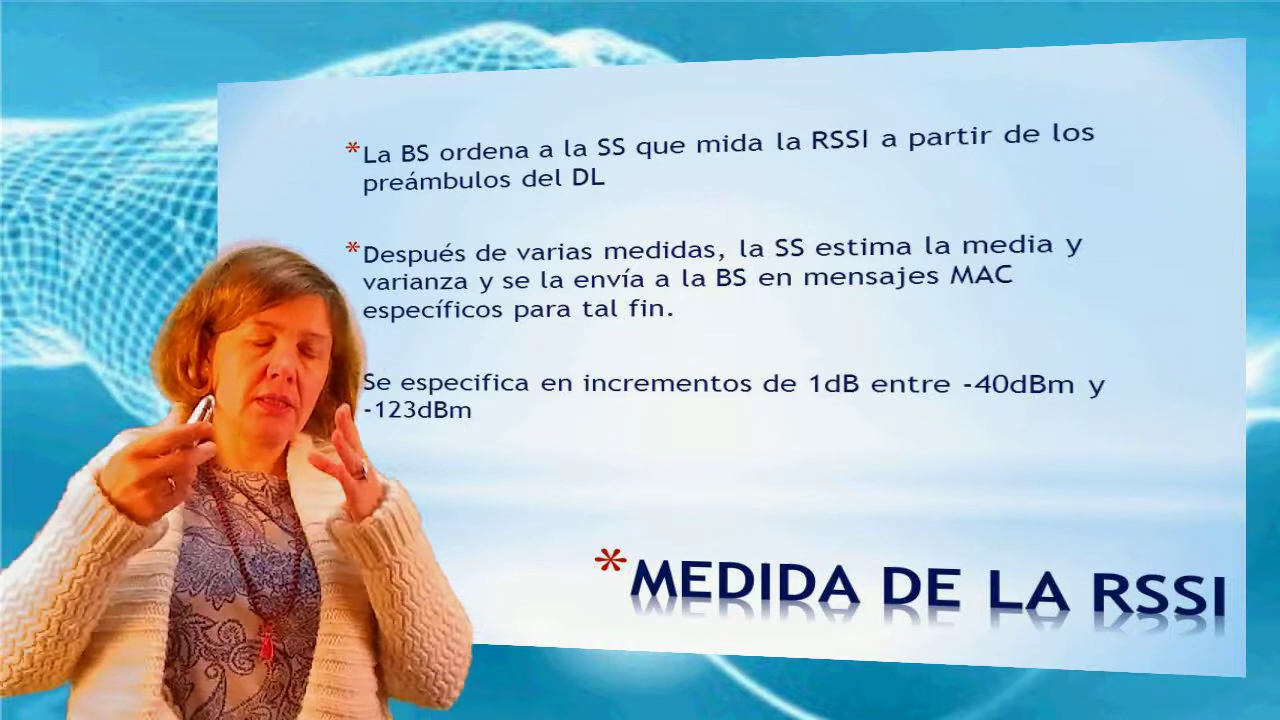 *La BS ordena a la SS que mida la RSSI a partir de los
preámbulos del DL
*Después de varias medidas, la SS estima la media y
varianza y se la envía a la BS en mensajes MAC
específicos para tal fin.
Se especifica en incrementos de 1dB entre -40dBm y
-123dBm
*MEDIDA DE LA RSSI